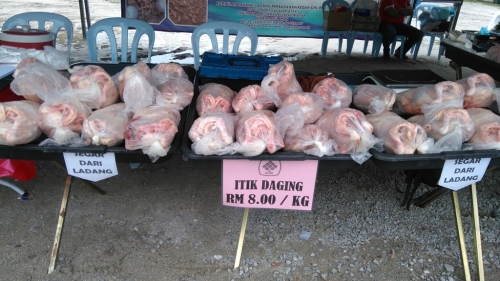 SEGAR
DARI
LADANG
ITIK DAGING
RM 8.00 / KG
SEGAR
DARI
LADANG